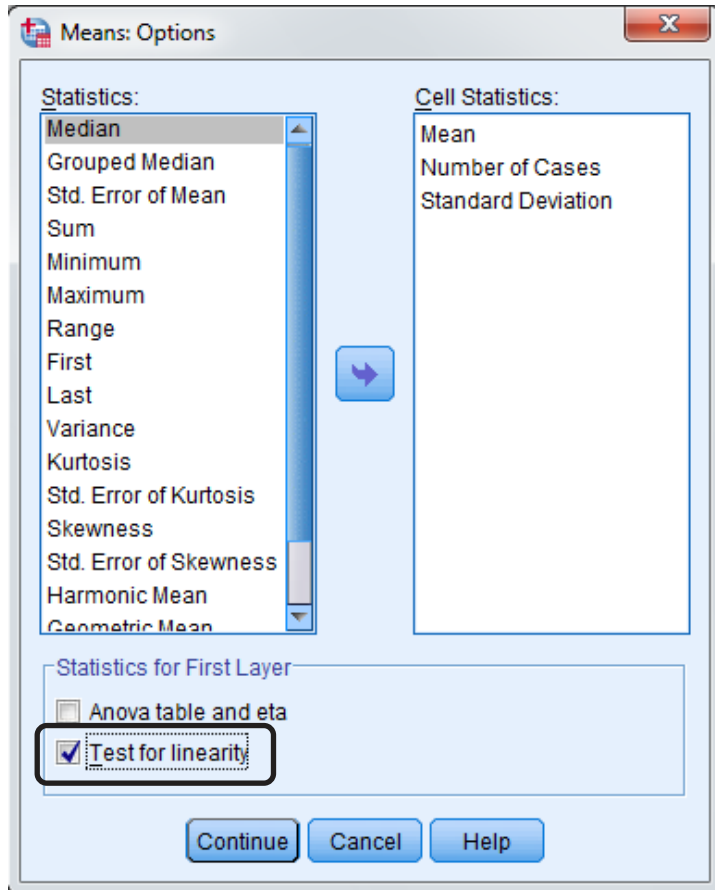 Means: Options
Statistics:
Median
Grouped Median
Std. Error of Mean
Sum
Minimum
Maximum
Range
First
Last
Variance
Kurtosis
Std. Error of Kurtosis
Skewness
Std. Error of Skewness
Harmonic Mean
Geometric Mean
Cell Statistics:
Mean
Number of Cases
Standard Deviation
Statistics for First Layer
Anova table and eta
Test for linearity
Continue
Cancel
Help